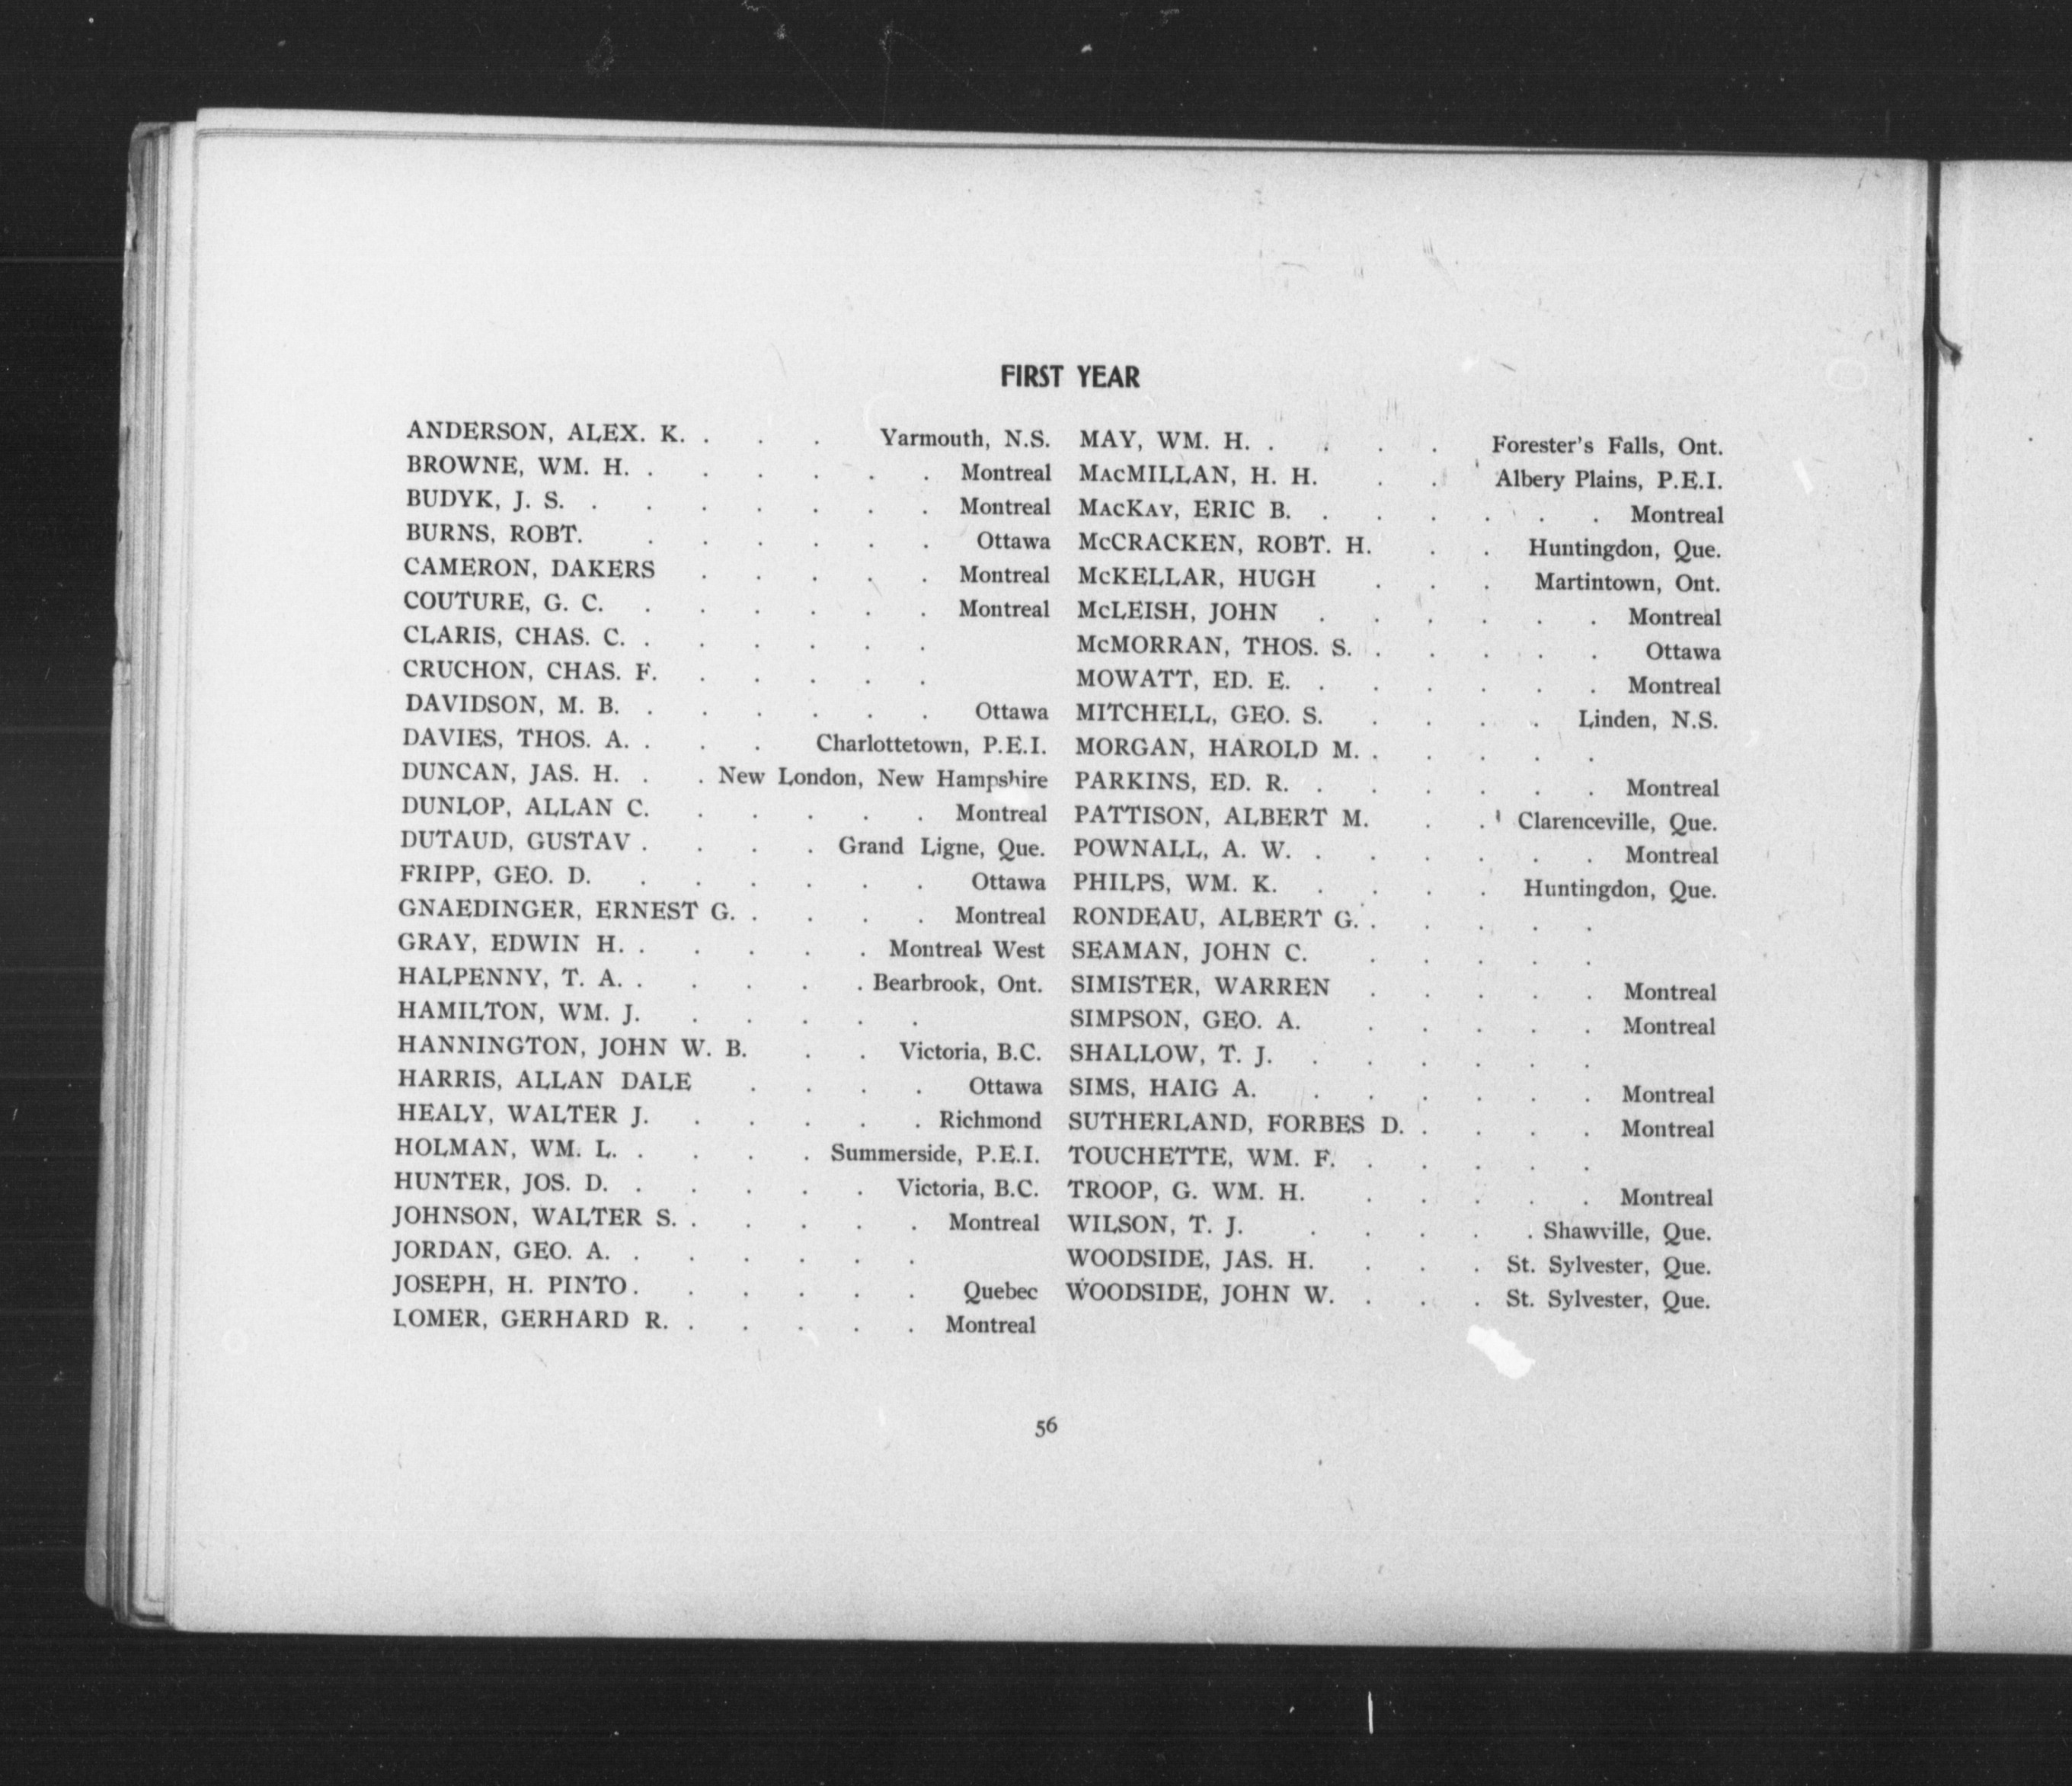 FIRST YEAR
ANDERSON, ALEX. K. . . . Yarmouth, N.S.
BROWNE, WM. H. . . . . . . Montreal
BUDYK, J. S. . . . . . . . Montreal
BURNS, ROBT. . . . . . . Ottawa
CAMERON, DAKERS . . . . . Montreal
COUTURE, G. C. . . . . . . Montreal
CLARIS, CHAS. C. . . . . . .
CRUCHON, CHAS. F. . . . . .
DAVIDSON, M. B. . . . . . . Ottawa
DAVIES, THOS. A. . . . Charlottetown, P.E.I.
DUNCAN, JAS. H. . . New London, New Hampshire
DUNLOP, ALLAN C. . . . . . Montreal
DUTAUD, GUSTAV . . . . Grand Ligne, Que.
FRIPP, GEO. D. . . . . . . Ottawa
GNAEDINGER, ERNEST G. . . . . Montreal
GRAY, EDWIN H. . . . . . Montreal West
HALPENNY, T. A. . . . . . Bearbrook, Ont.
HAMILTON, WM. J. . . . . .
HANNINGTON, JOHN W. B. . . Victoria, B.C.
HARRIS, ALLAN DALE . . . . Ottawa
HEALY, WALTER J. . . . . . Richmond
HOLMAN, WM. L. . . . . Summerside, P.E.I.
HUNTER, JOS. D. . . . . . Victoria, B.C.
JOHNSON, WALTER S. . . . . . Montreal
JORDAN, GEO. A. . . . . . .
JOSEPH, H. PINTO . . . . . . Quebec
LOMER, GERHARD R. . . . . . Montreal
MAY, WM. H. . . . . Forester's Falls, Ont.
MacMILLAN, H. H. . . Albery Plains, P.E.I.
MacKay, ERIC B. . . . . . . Montreal
McCRACKEN, ROBT. H. . . Huntingdon, Que.
McKELLAR, HUGH . . . Martintown, Ont.
McLEISH, JOHN . . . . . . Montreal
McMORRAN, THOS. S. . . . . . Ottawa
MOWATT, ED. E. . . . . . . Montreal
MITCHELL, GEO. S. . . . . Linden, N.S.
MORGAN, HAROLD M. . . . . .
PARKINS, ED. R. . . . . . . Montreal
PATTISON, ALBERT M. . . Clarenceville, Que.
POWNALL, A. W. . . . . . . Montreal
PHILPS, WM. K. . . . . Huntingdon, Que.
RONDEAU, ALBERT G. . . . . .
SEAMAN, JOHN C. . . . . .
SIMISTER, WARREN . . . . . Montreal
SIMPSON, GEO. A. . . . . . Montreal
SHALLOW, T. J. . . . . . .
SIMS, HAIG A. . . . . . . Montreal
SUTHERLAND, FORBES D. . . . . Montreal
TOUCHETTE, WM. F. . . . . .
TROOP, G. WM. H. . . . . . Montreal
WILSON, T. J. . . . . . Shawville, Que.
WOODSIDE, JAS. H. . . . St. Sylvester, Que.
WOODSIDE, JOHN W. . . . St. Sylvester, Que.
56